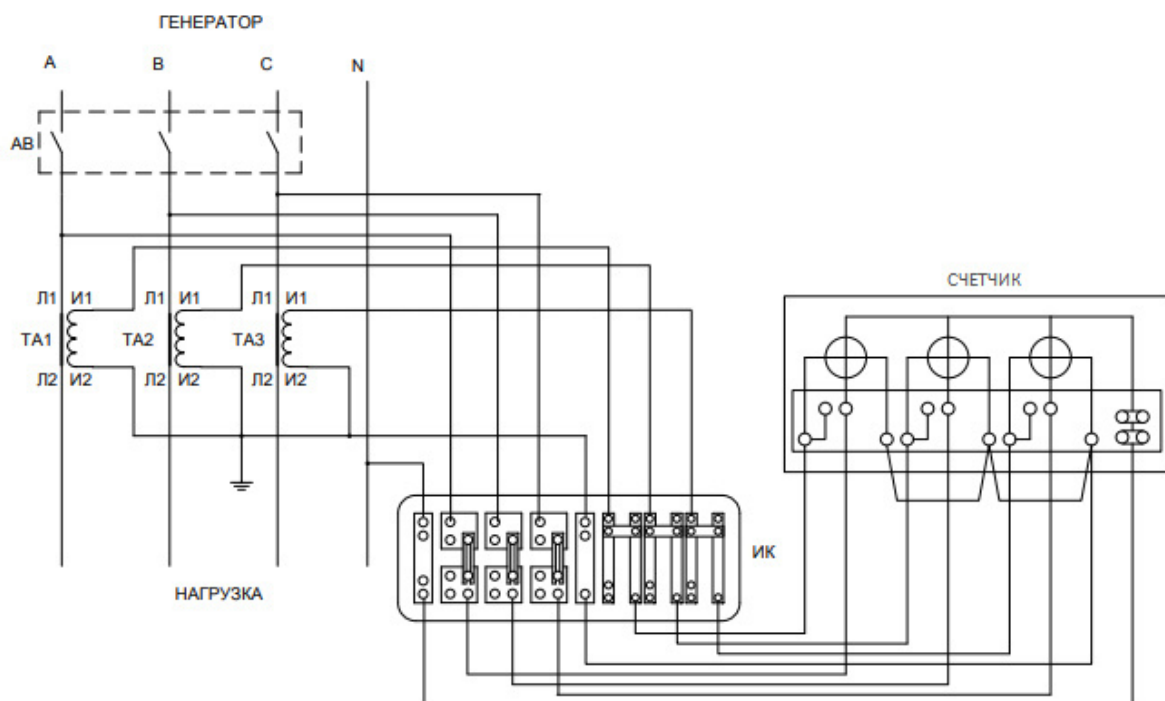 ГЕНЕРАТОР
A B C N
АВ
СЧЕТЧИК
Л1 И1 Л1 И1 Л1 И1
ТА1 ТА2 ТА3
Л2 И2 Л2 И2 Л2 И2
ИК
НАГРУЗКА